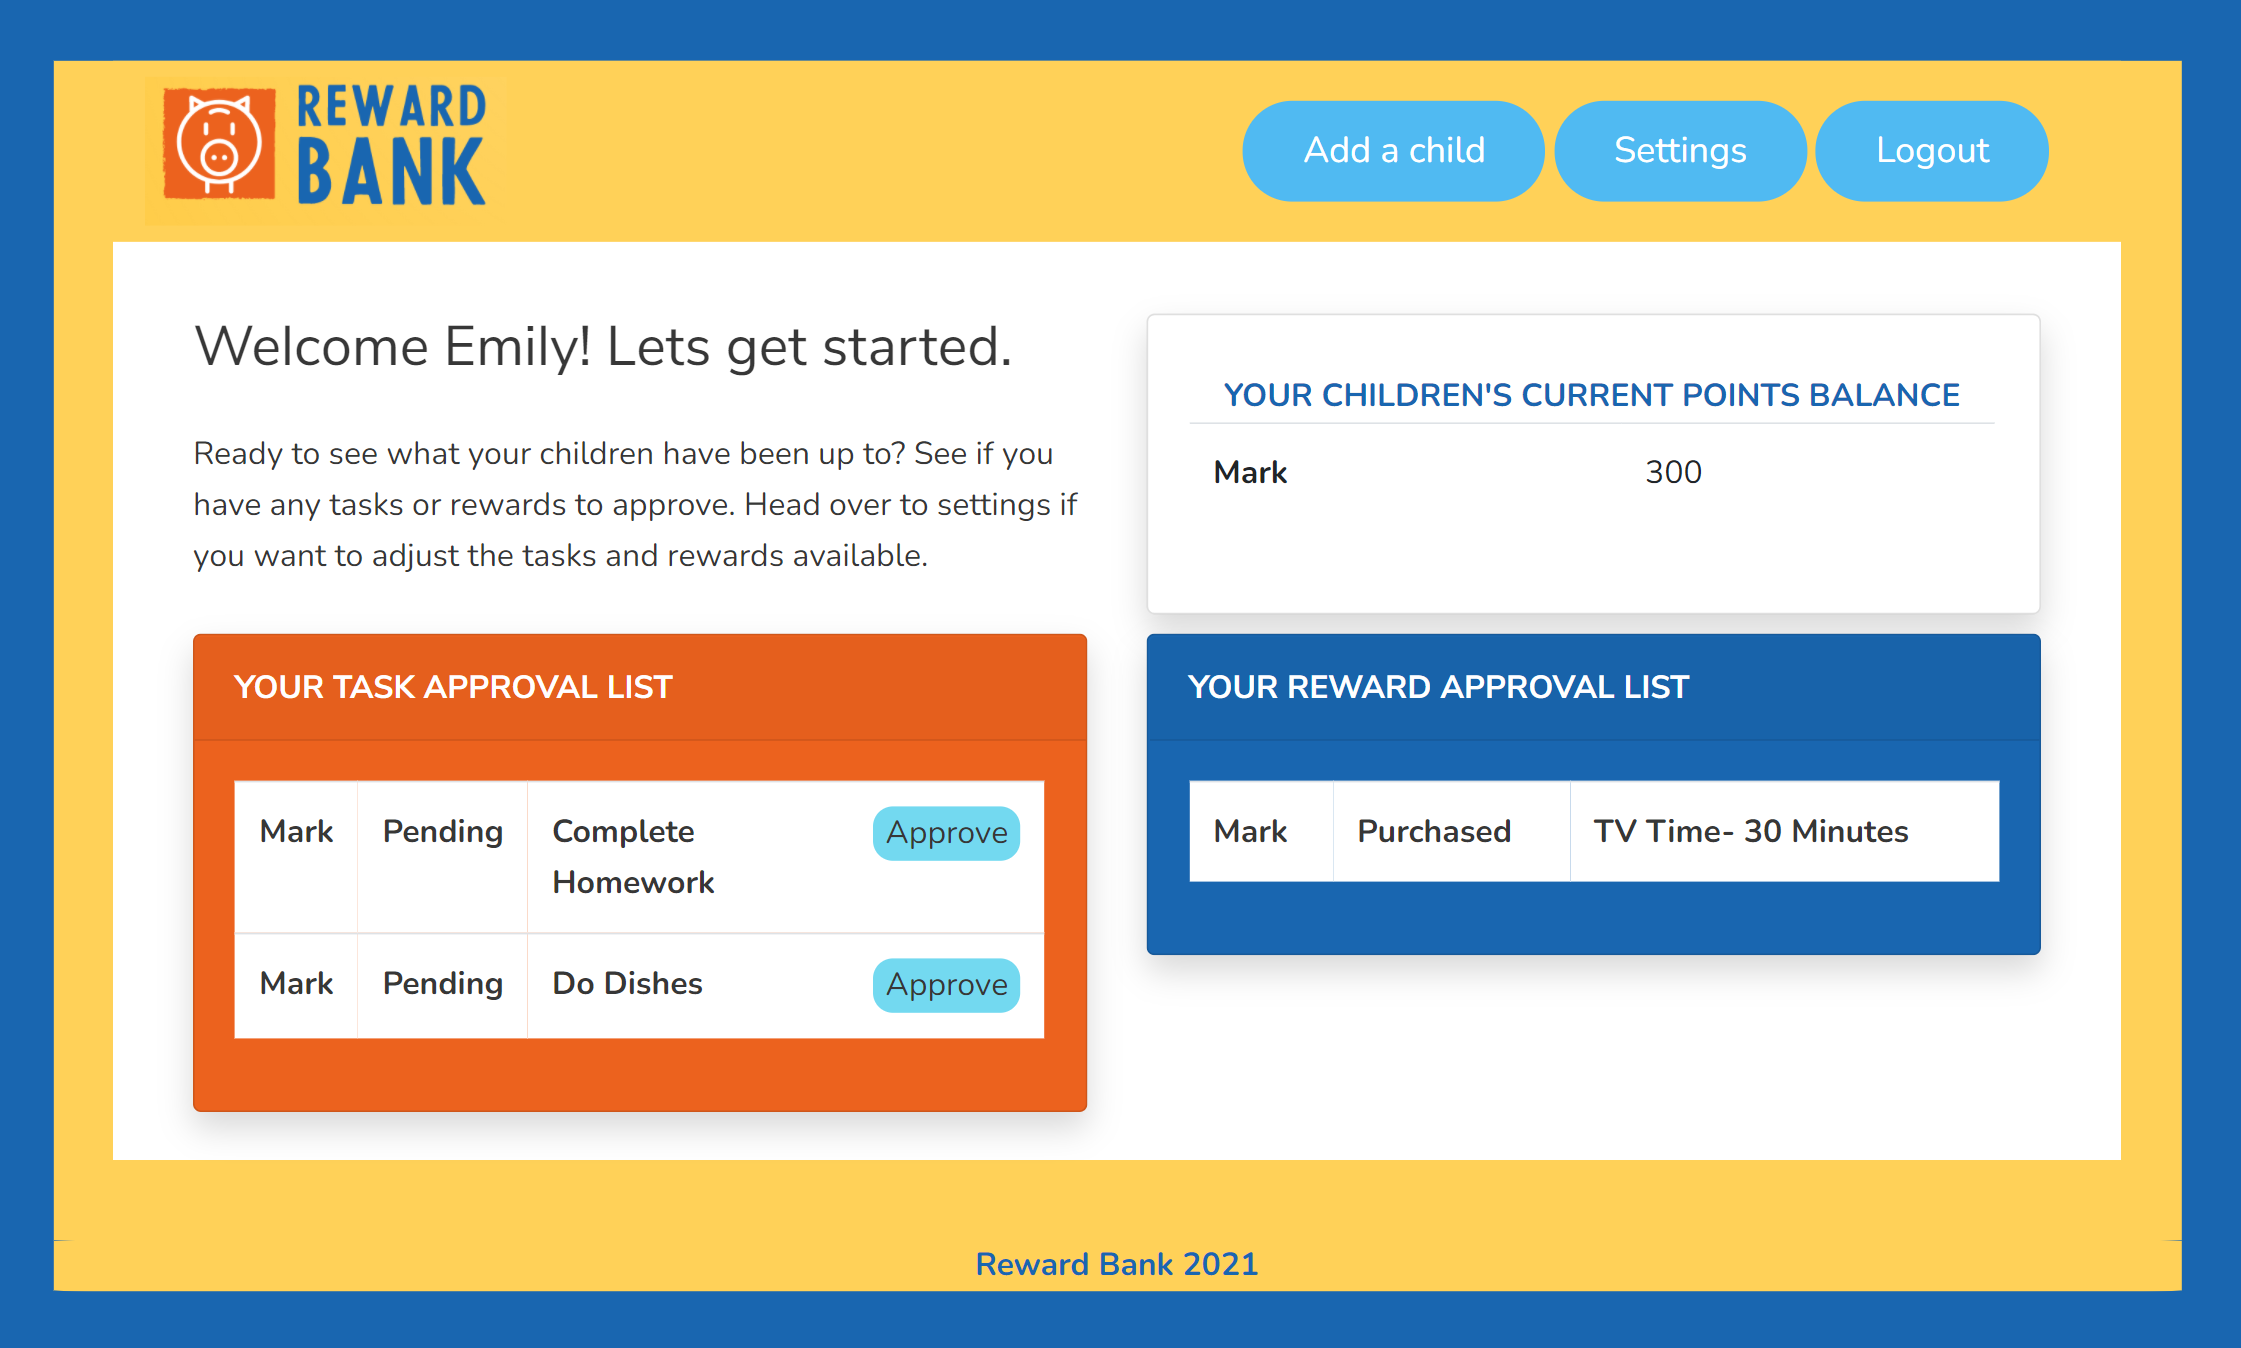 REWARD
BANK
Add a child
Settings
Logout
Welcome Emily! Lets get started.
Ready to see what your children have been up to? See if you
have any tasks or rewards to approve. Head over to settings if
you want to adjust the tasks and rewards available.
YOUR CHILDREN'S CURRENT POINTS BALANCE
Mark 300
YOUR TASK APPROVAL LIST
Mark Pending Complete Approve
Homework
Mark Pending Do Dishes Approve
YOUR REWARD APPROVAL LIST
Mark Purchased TV Time- 30 Minutes
Reward Bank 2021